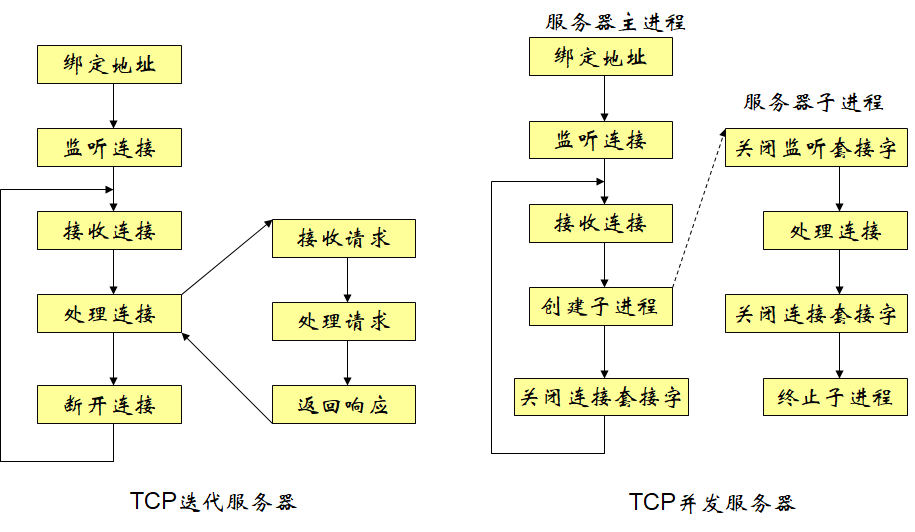 绑定地址
监听连接
接收连接
处理连接
断开连接
接收请求
处理请求
返回响应
TCP迭代服务器
服务器主进程
绑定地址
监听连接
接收连接
创建子进程
关闭连接套接字
服务器子进程
关闭监听套接字
处理连接
关闭连接套接字
终止子进程
TCP并发服务器